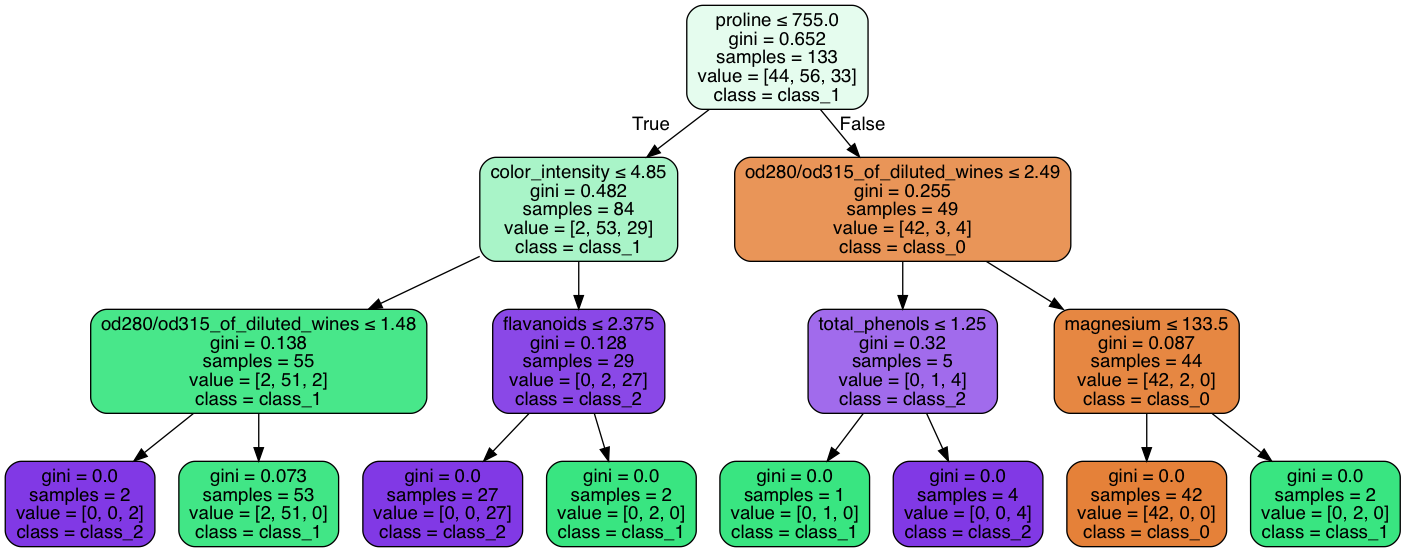 proline ≤ 755.0
gini = 0.652
samples = 133
value = [44, 56, 33]
class = class_1
True
False
color_intensity ≤ 4.85
gini = 0.482
samples = 84
value = [2, 53, 29]
class = class_1
od280/od315_of_diluted_wines ≤ 2.49
gini = 0.255
samples = 49
value = [42, 3, 4]
class = class_0
od280/od315_of_diluted_wines ≤ 1.48
gini = 0.138
samples = 55
value = [2, 51, 2]
class = class_1
flavanoids ≤ 2.375
gini = 0.128
samples = 29
value = [0, 2, 27]
class = class_2
total_phenols ≤ 1.25
gini = 0.32
samples = 5
value = [0, 1, 4]
class = class_2
magnesium ≤ 133.5
gini = 0.087
samples = 44
value = [42, 2, 0]
class = class_0
gini = 0.0
samples = 2
value = [0, 0, 2]
class = class_2
gini = 0.073
samples = 53
value = [2, 51, 0]
class = class_1
gini = 0.0
samples = 27
value = [0, 0, 27]
class = class_2
gini = 0.0
samples = 2
value = [0, 2, 0]
class = class_1
gini = 0.0
samples = 1
value = [0, 1, 0]
class = class_1
gini = 0.0
samples = 4
value = [0, 0, 4]
class = class_2
gini = 0.0
samples = 42
value = [42, 0, 0]
class = class_0
gini = 0.0
samples = 2
value = [0, 2, 0]
class = class_1